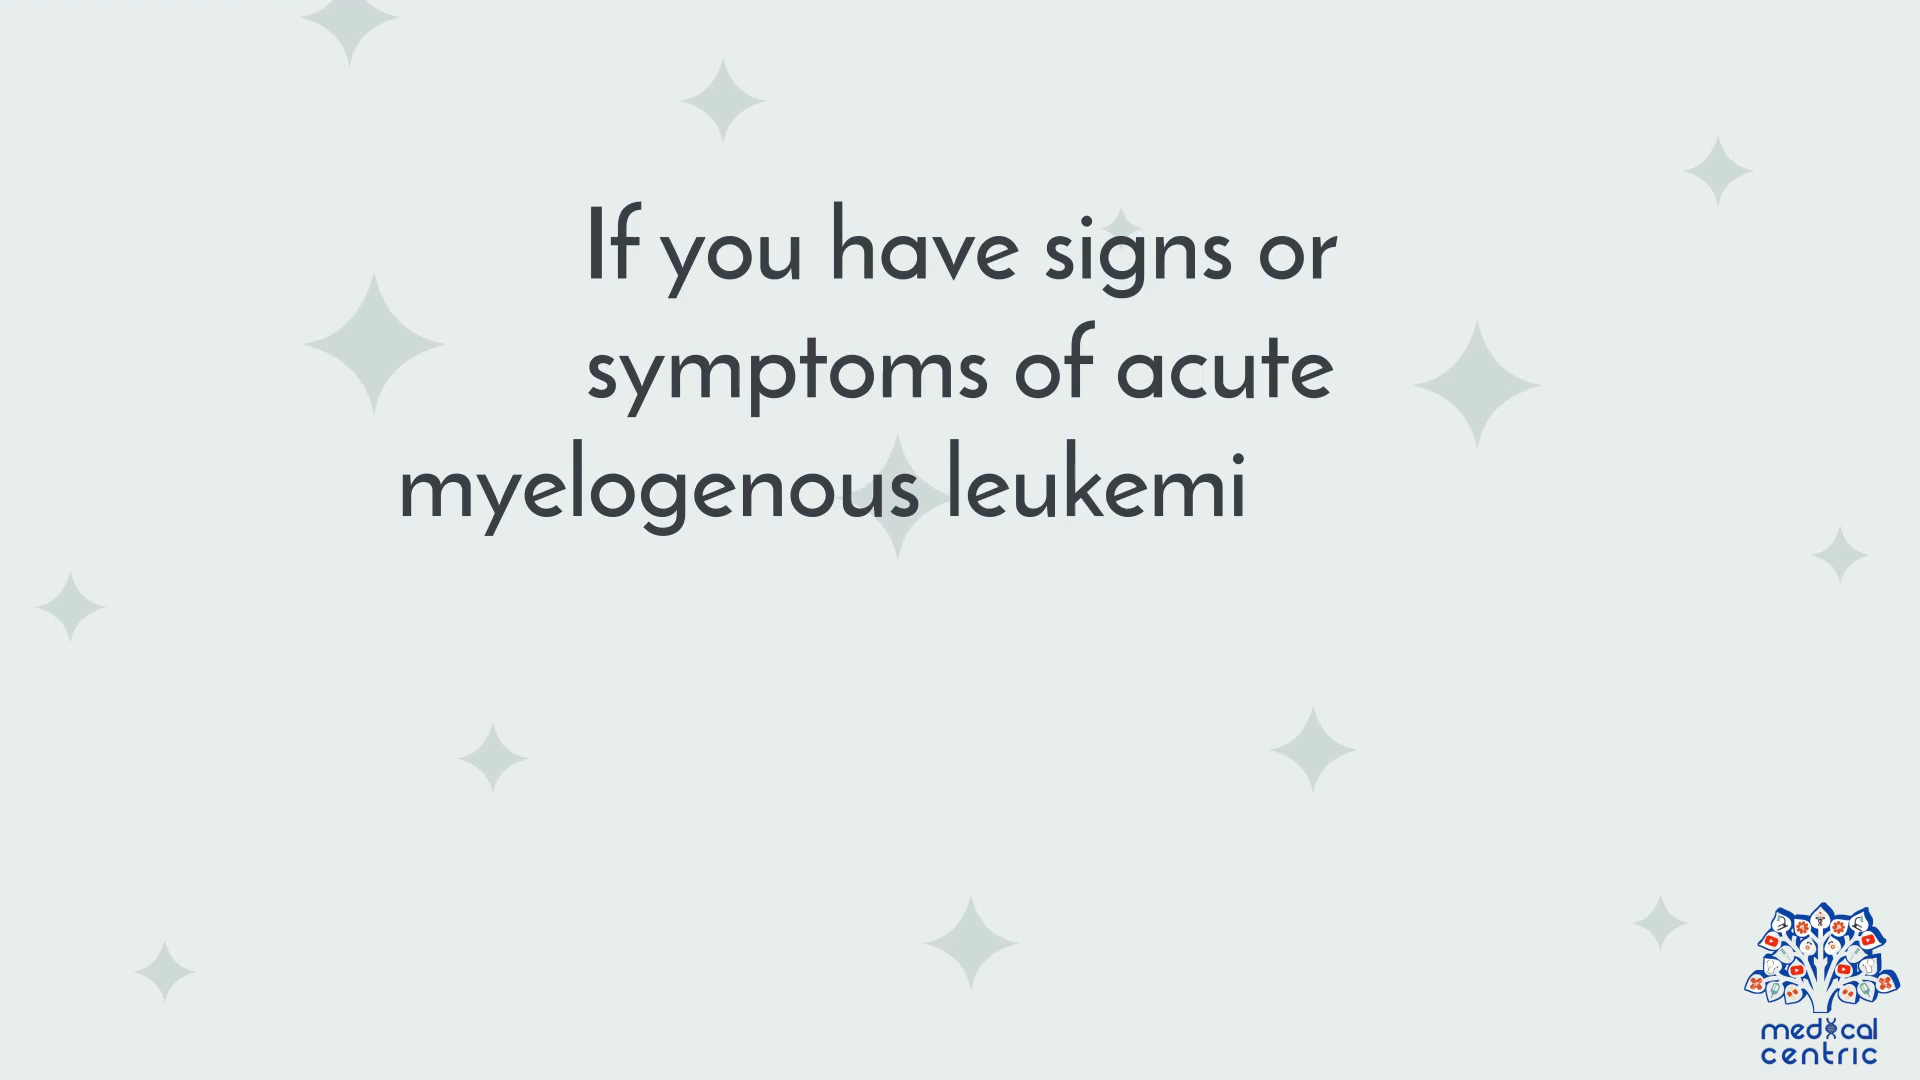 If you have signs or
symptoms of acute
myelogenous leukemi
medical
centric